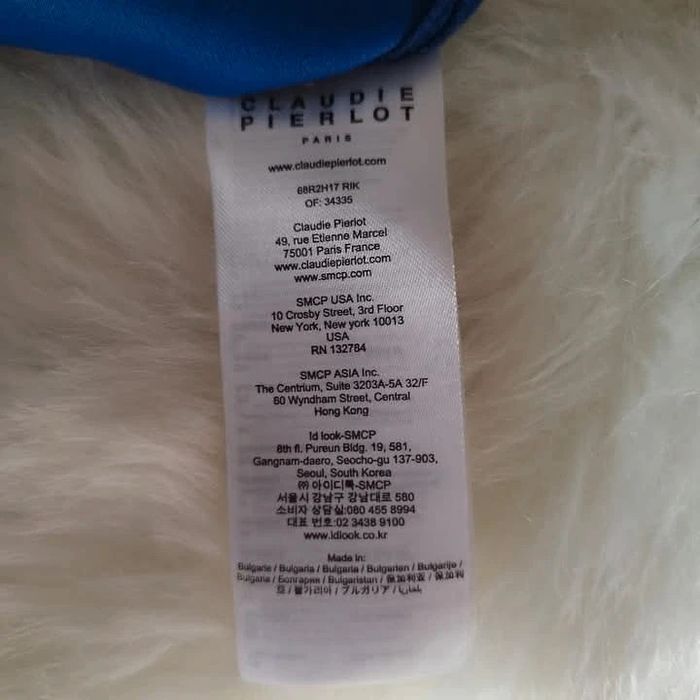 CLAUDIE
PIERLOT
PARIS
www.claudiepierlot.com
68R2H17 RIK
OF: 34335
Claudie Pierlot
49, rue Etienne Marcel
75001 Paris France
www.claudiepierlot.com
www.smcp.com
SMCP USA Inc.
10 Crosby Street, 3rd Floor
New York, New york 10013
USA
RN 132784
SMCP ASIA Inc.
The Centrium, Suite 3203A-5A 32/F
60 Wyndham Street, Central
Hong Kong
Id look-SMCP
8th fl. Pureun Bldg. 19, 581,
Gangnam-daero, Seocho-gu 137-903,
Seoul, South Korea
㈜ 아이디룩-SMCP
서울시 강남구 강남대로 580
소비자 상담실:080 455 8994
대표 번호:02 3438 9100
www.idlook.co.kr
Made in:
Bulgarie / Bulgaria / Bulgaria / Bulgarien / Bulgarije /
Bulgária / Болгария / Bulgaristan / 保加利亚 / 保加利
亞 / 불가리아 / ブルガリア / بلغاريا